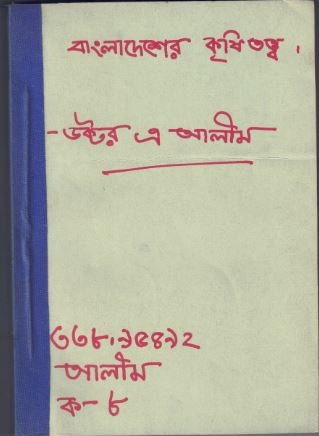 বাংলাদেশের কৃষি তত্ত্ব ।
- ডক্টর এ আলীম
৩৩৮.১৫৪৯২
আলীম
ক - ৮